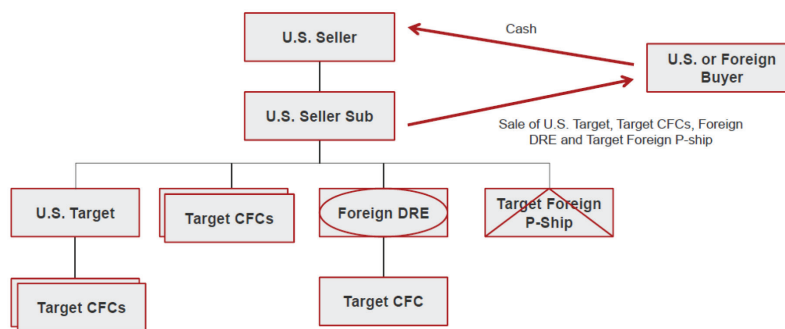 U.S. Seller
Cash
U.S. or Foreign
Buyer
U.S. Seller Sub
Sale of U.S. Target, Target CFCs, Foreign
DRE and Target Foreign P-ship
U.S. Target
Target CFCs
Foreign DRE
Target Foreign
P-Ship
Target CFCs
Target CFC